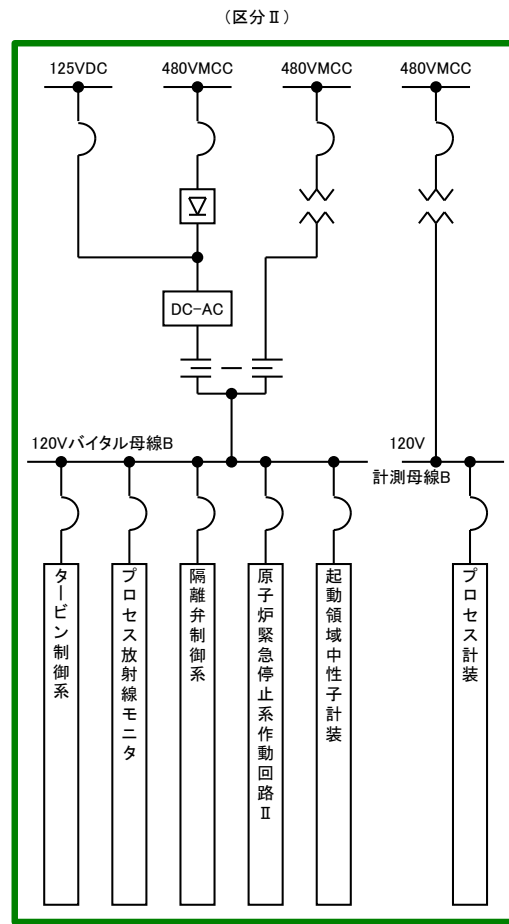 （区分Ⅱ）
125VDC
480VMCC
480VMCC
480VMCC
DC-AC
120Vバイタル母線B
120V
計測母線B
タービン制御系
プロセス放射線モニタ
隔離弁制御系
原子炉緊急停止系作動回路Ⅱ
起動領域中性子計装
プロセス計装